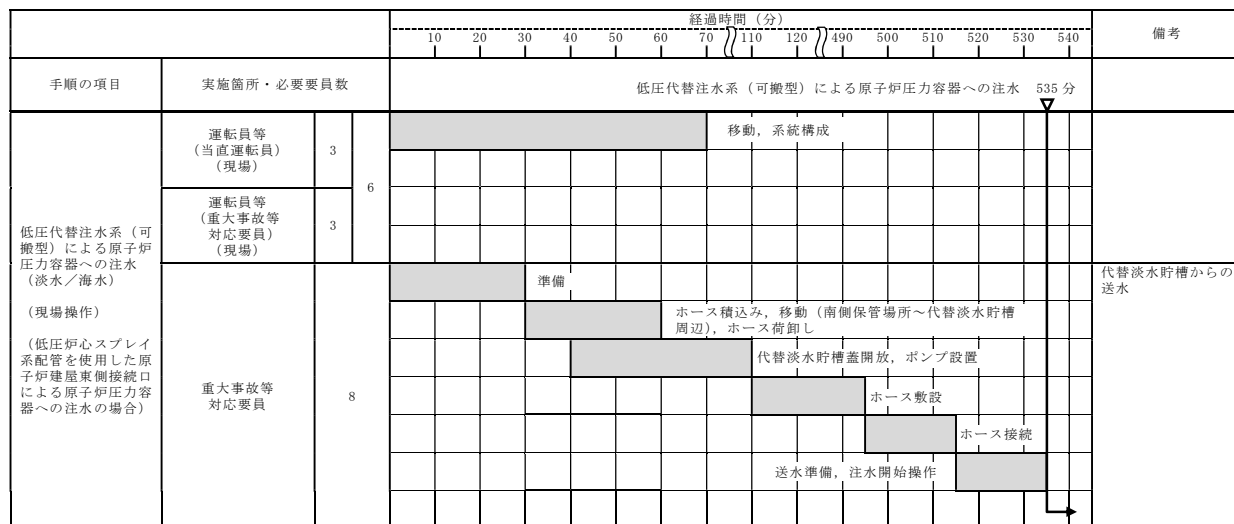 経過時間（分）
備考
10 20 30 40 50 60 70 110 120 490 500 510 520 530 540
手順の項目
実施箇所・必要要員数
低圧代替注水系（可搬型）による原子炉圧力容器への注水 535 分
運転員等
（当直運転員）
（現場）
3
移動，系統構成
6
運転員等
（重大事故等
対応要員）
（現場）
3
低圧代替注水系（可
搬型）による原子炉
圧力容器への注水
（淡水／海水）
（現場操作）
（低圧炉心スプレイ
系配管を使用した原
子炉建屋東側接続口
による原子炉圧力容
器への注水の場合）
重大事故等
対応要員
8
準備
ホース積込み，移動（南側保管場所～代替淡水貯槽
周辺），ホース荷卸し
代替淡水貯槽蓋開放，ポンプ設置
ホース敷設
ホース接続
送水準備，注水開始操作
代替淡水貯槽からの
送水